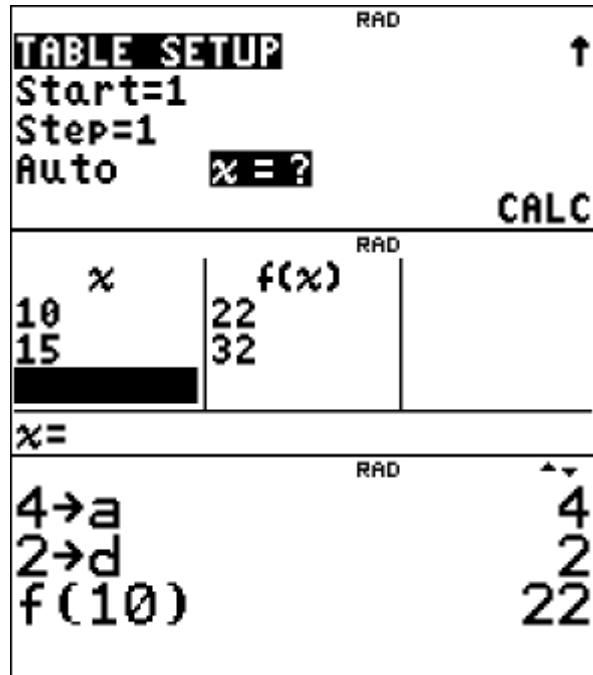 RAD
TABLE SETUP ↑
Start=1
Step=1
Auto x = ?
CALC
RAD
x f(x)
10 22
15 32
x=
RAD
4→a 4
2→d 2
f(10) 22